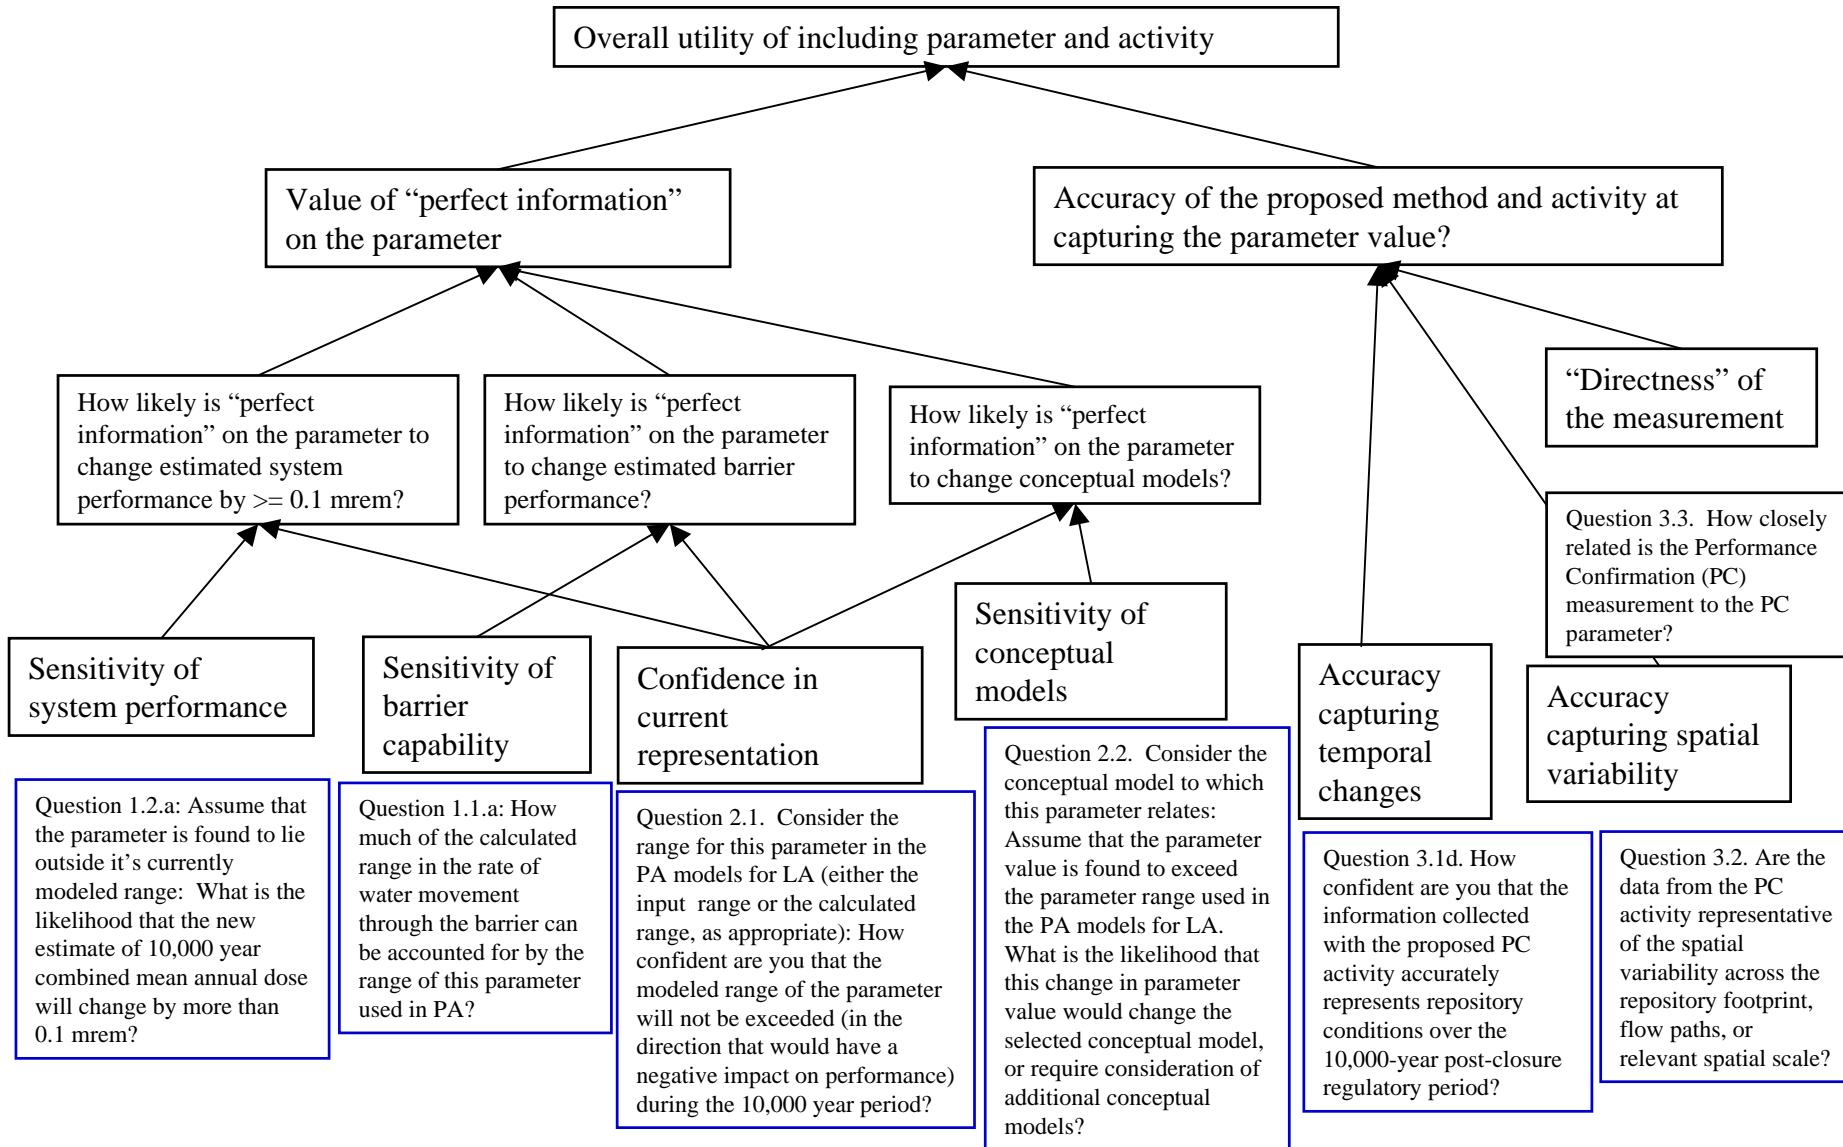 Overall utility of including parameter and activity
Value of “perfect information”
on the parameter
Accuracy of the proposed method and activity at
capturing the parameter value?
How likely is “perfect
information” on the parameter to
change estimated system
performance by >= 0.1 mrem?
How likely is “perfect
information” on the parameter
to change estimated barrier
performance?
How likely is “perfect
information” on the parameter
to change conceptual models?
“Directness” of
the measurement
Question 3.3.  How closely
related is the Performance
Confirmation (PC)
measurement to the PC
parameter?
Sensitivity of
system performance
Sensitivity of
barrier
capability
Confidence in
current
representation
Sensitivity of
conceptual
models
Accuracy
capturing
temporal
changes
Accuracy
capturing spatial
variability
Question 1.2.a: Assume that
the parameter is found to lie
outside it’s currently
modeled range:  What is the
likelihood that the new
estimate of 10,000 year
combined mean annual dose
will change by more than
0.1 mrem?
Question 1.1.a: How
much of the calculated
range in the rate of
water movement
through the barrier can
be accounted for by the
range of this parameter
used in PA?
Question 2.1.  Consider the
range for this parameter in the
PA models for LA (either the
input  range or the calculated
range, as appropriate): How
confident are you that the
modeled range of the parameter
will not be exceeded (in the
direction that would have a
negative impact on performance)
during the 10,000 year period?
Question 2.2.  Consider the
conceptual model to which
this parameter relates:
Assume that the parameter
value is found to exceed
the parameter range used in
the PA models for LA.
What is the likelihood that
this change in parameter
value would change the
selected conceptual model,
or require consideration of
additional conceptual
models?
Question 3.1d. How
confident are you that the
information collected
with the proposed PC
activity accurately
represents repository
conditions over the
10,000-year post-closure
regulatory period?
Question 3.2. Are the
data from the PC
activity representative
of the spatial
variability across the
repository footprint,
flow paths, or
relevant spatial scale?